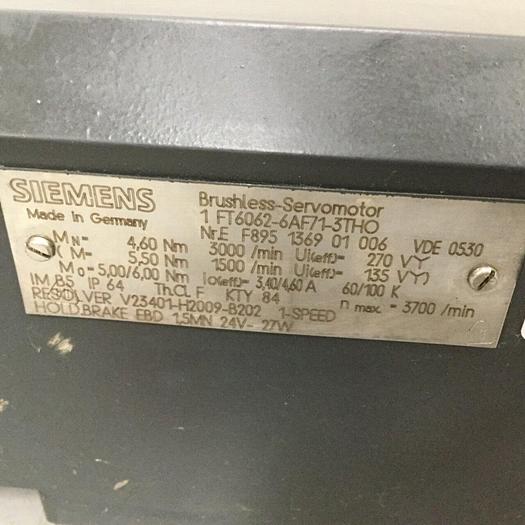 SIEMENS Brushless-Servomotor
Made in Germany 1 FT6062-6AF71-3TH0
Nr.E F895 1369 01 006 VDE 0530
MN= 4,60 Nm 3000 /min Ui(eff)= 270 VY
(M= 5,50 Nm 1500 /min Ui(eff)= 135 VY)
Mo=5,00/6,00 Nm Io(eff)= 3,40/4,60 A 60/100 K
IM B5 IP 64 Th.Cl. F KTY 84 n max. = 3700 /min
RESOLVER V23401-H2009-B202 1-SPEED
HOLD.BRAKE EBD 1,5MN 24V- 27W